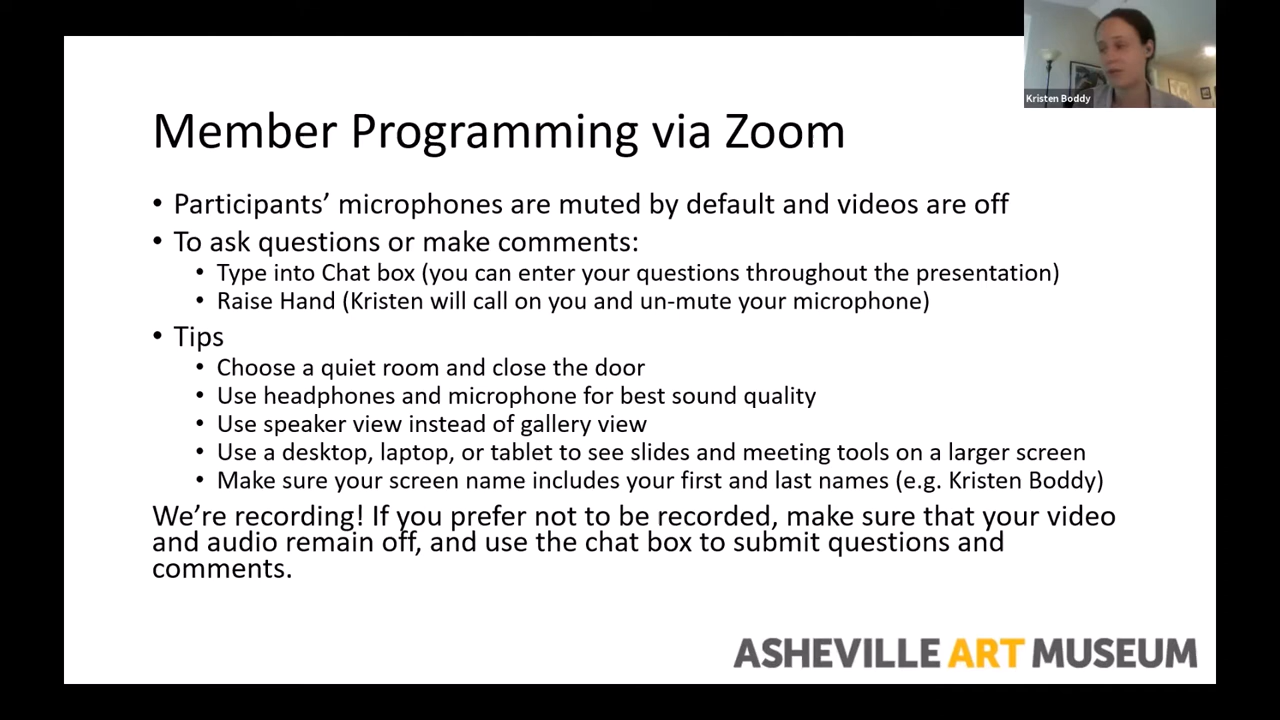 Kristen Boddy
Member Programming via Zoom
• Participants’ microphones are muted by default and videos are off
• To ask questions or make comments:
• Type into Chat box (you can enter your questions throughout the presentation)
• Raise Hand (Kristen will call on you and un-mute your microphone)
• Tips
• Choose a quiet room and close the door
• Use headphones and microphone for best sound quality
• Use speaker view instead of gallery view
• Use a desktop, laptop, or tablet to see slides and meeting tools on a larger screen
• Make sure your screen name includes your first and last names (e.g. Kristen Boddy)
We’re recording! If you prefer not to be recorded, make sure that your video
and audio remain off, and use the chat box to submit questions and
comments.
ASHEVILLE ART MUSEUM